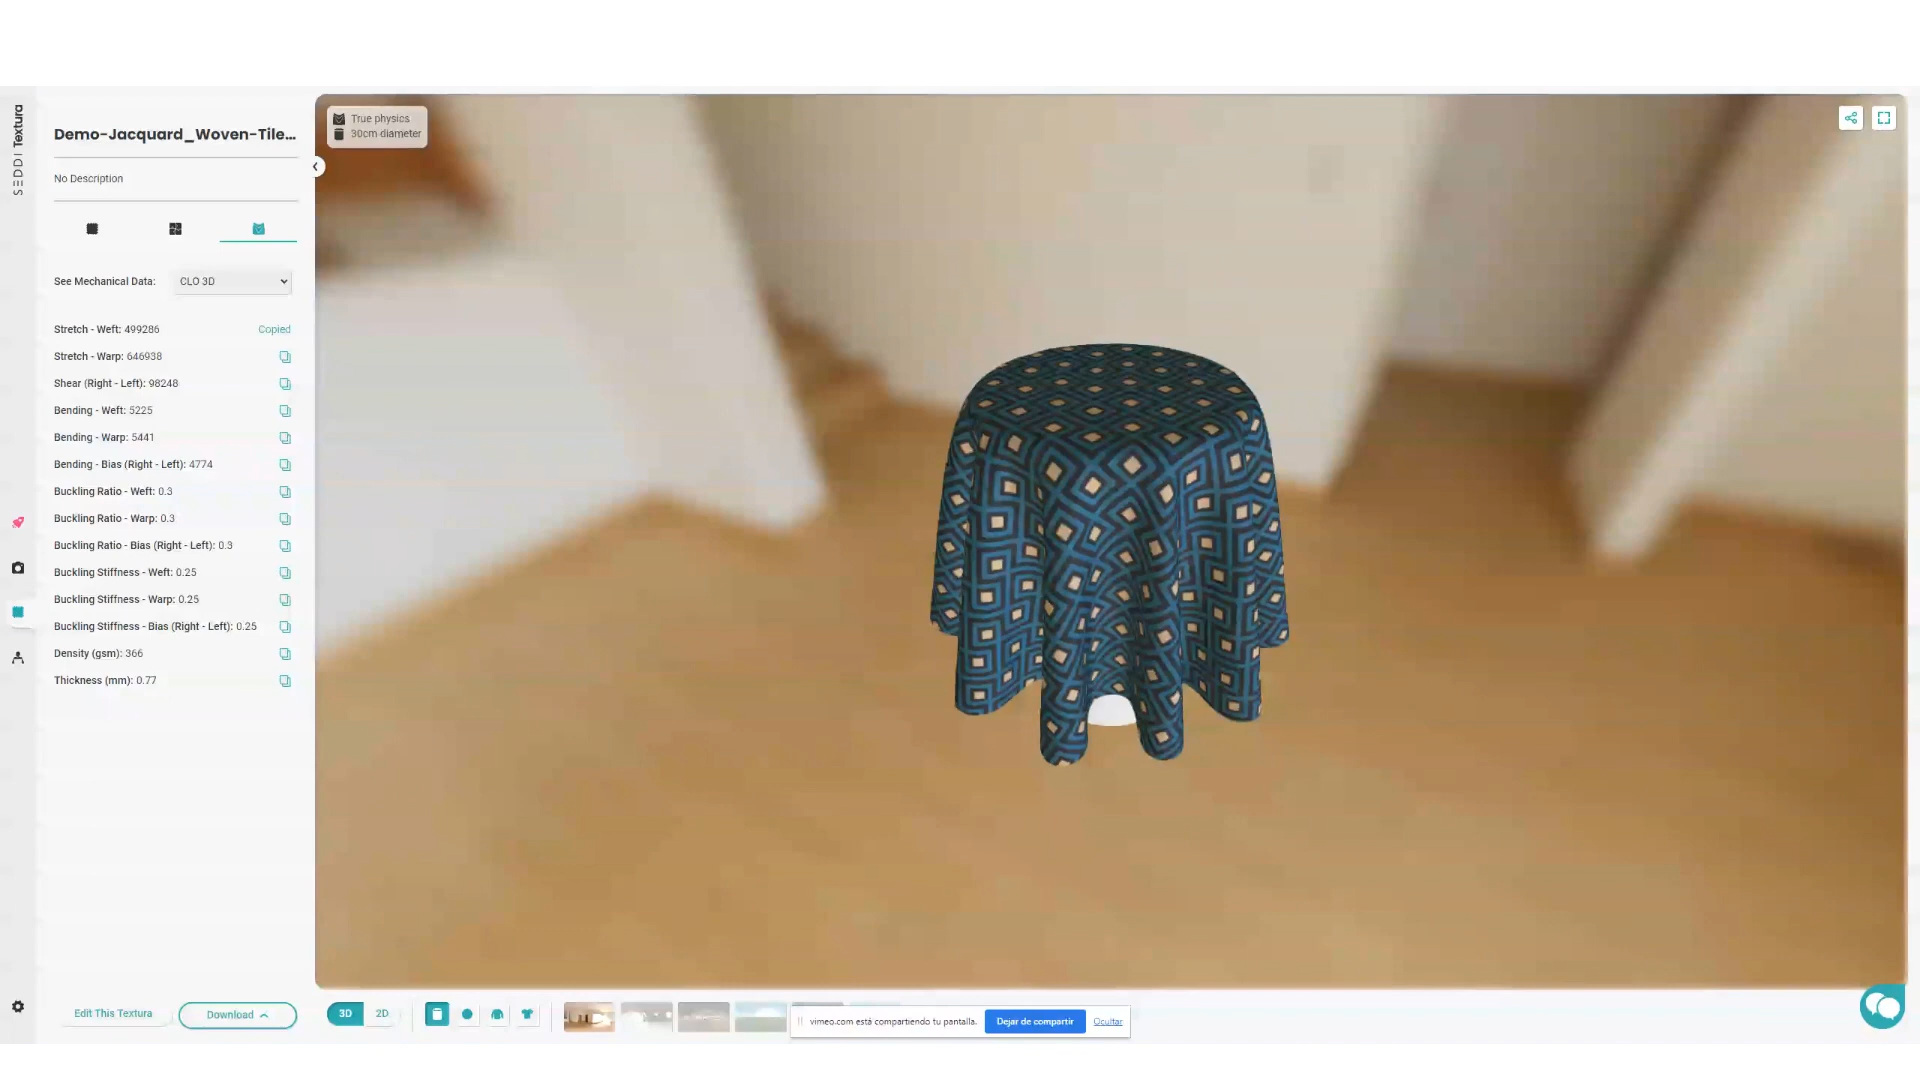 SEDDI Textura
Demo-Jacquard_Woven-Tile...
No Description
See Mechanical Data: CLO 3D
Stretch - Weft: 499286 Copied
Stretch - Warp: 646938
Shear (Right - Left): 98248
Bending - Weft: 5225
Bending - Warp: 5441
Bending - Bias (Right - Left): 4774
Buckling Ratio - Weft: 0.3
Buckling Ratio - Warp: 0.3
Buckling Ratio - Bias (Right - Left): 0.3
Buckling Stiffness - Weft: 0.25
Buckling Stiffness - Warp: 0.25
Buckling Stiffness - Bias (Right - Left): 0.25
Density (gsm): 366
Thickness (mm): 0.77
Edit This Textura
Download
True physics
30cm diameter
3D
2D
vimeo.com está compartiendo tu pantalla.
Dejar de compartir
Ocultar